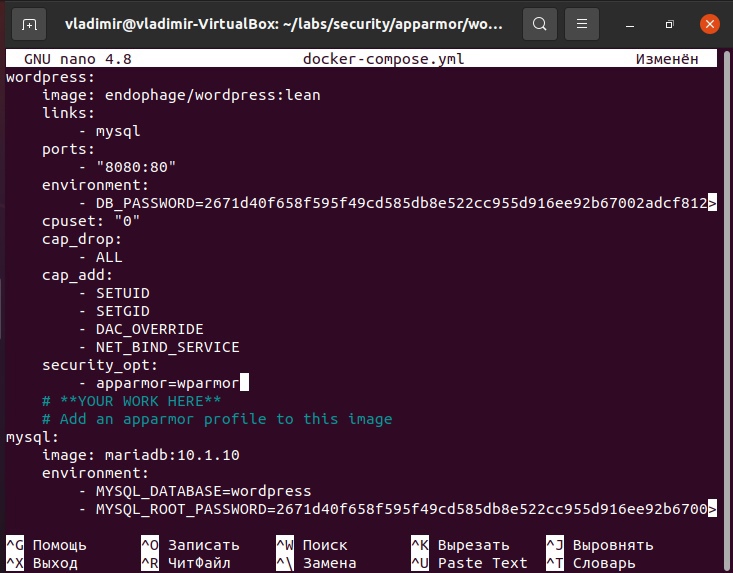 vladimir@vladimir-VirtualBox: ~/labs/security/apparmor/wo...
GNU nano 4.8 docker-compose.yml Изменён
wordpress:
    image: endophage/wordpress:lean
    links:
        - mysql
    ports:
        - "8080:80"
    environment:
        - DB_PASSWORD=2671d40f658f595f49cd585db8e522cc955d916ee92b67002adcf812>
    cpuset: "0"
    cap_drop:
        - ALL
    cap_add:
        - SETUID
        - SETGID
        - DAC_OVERRIDE
        - NET_BIND_SERVICE
    security_opt:
        - apparmor=wparmor
    # **YOUR WORK HERE**
    # Add an apparmor profile to this image
mysql:
    image: mariadb:10.1.10
    environment:
        - MYSQL_DATABASE=wordpress
        - MYSQL_ROOT_PASSWORD=2671d40f658f595f49cd585db8e522cc955d916ee92b6700>
^G Помощь ^O Записать ^W Поиск ^K Вырезать ^J Выровнять
^X Выход ^R ЧитФайл ^\ Замена ^U Paste Text ^T Словарь